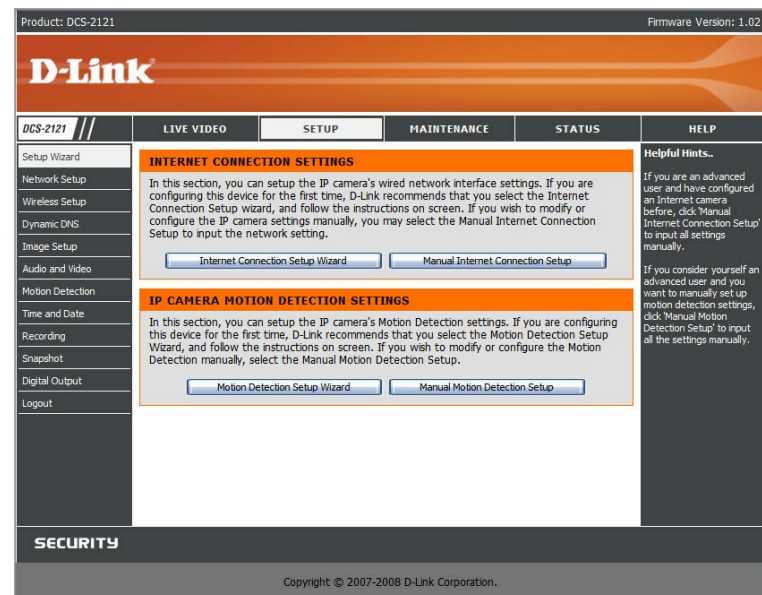 Product: DCS-2121
Firmware Version: 1.02
D-Link
DCS-2121
LIVE VIDEO
SETUP
MAINTENANCE
STATUS
HELP
Setup Wizard
Network Setup
Wireless Setup
Dynamic DNS
Image Setup
Audio and Video
Motion Detection
Time and Date
Recording
Snapshot
Digital Output
Logout
INTERNET CONNECTION SETTINGS
In this section, you can setup the IP camera's wired network interface settings. If you are
configuring this device for the first time, D-Link recommends that you select the Internet
Connection Setup wizard, and follow the instructions on screen. If you wish to modify or
configure the IP camera settings manually, you may select the Manual Internet Connection
Setup to input the network setting.
Internet Connection Setup Wizard
Manual Internet Connection Setup
IP CAMERA MOTION DETECTION SETTINGS
In this section, you can setup the IP camera's Motion Detection settings. If you are configuring
this device for the first time, D-Link recommends that you select the Motion Detection Setup
Wizard, and follow the instructions on screen. If you wish to modify or configure the Motion
Detection manually, select the Manual Motion Detection Setup.
Motion Detection Setup Wizard
Manual Motion Detection Setup
Helpful Hints..
If you are an advanced
user and have configured
an Internet camera
before, click 'Manual
Internet Connection Setup'
to input all settings
manually.
If you consider yourself an
advanced user and you
want to manually set up
motion detection settings,
click 'Manual Motion
Detection Setup' to input
all the settings manually.
SECURITY
Copyright © 2007-2008 D-Link Corporation.